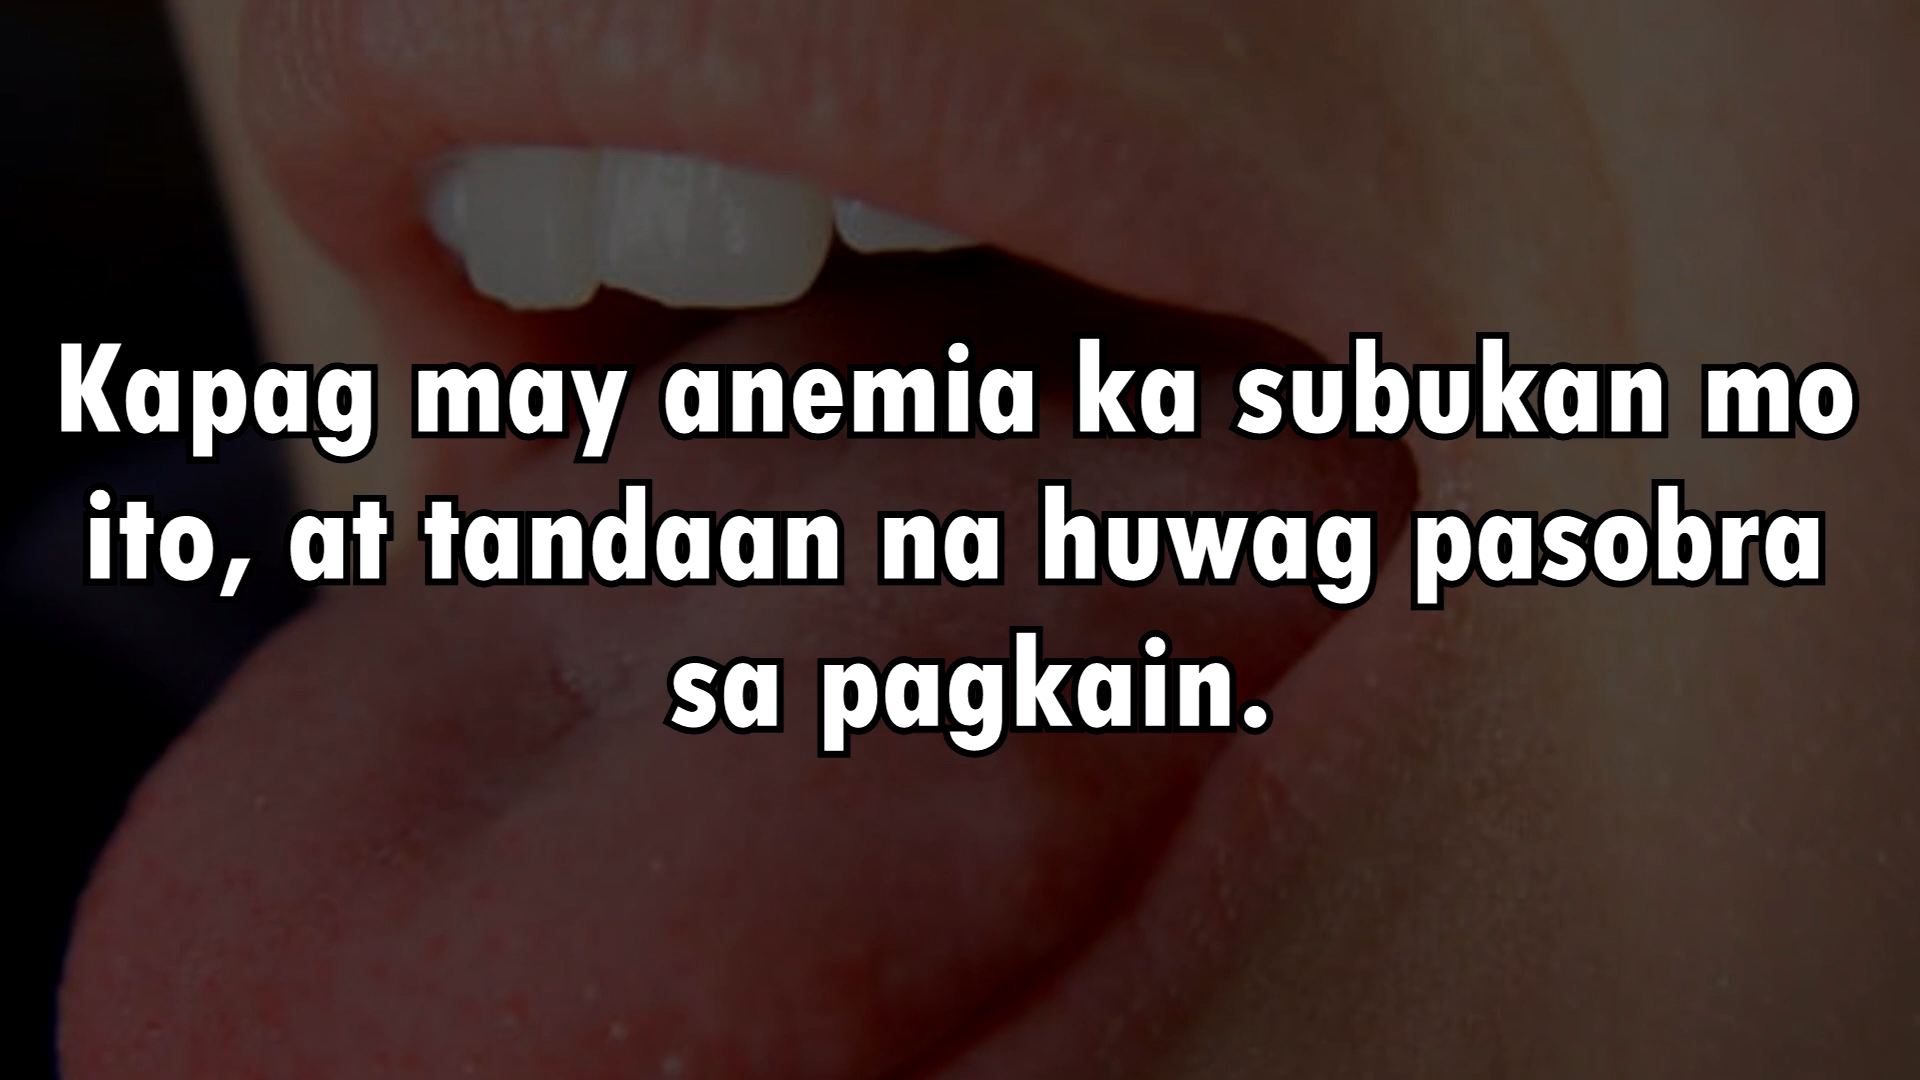 Kapag may anemia ka subukan mo
ito, at tandaan na huwag pasobra
sa pagkain.